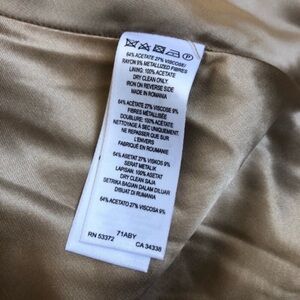 64% ACETATE 27% VISCOSE/
RAYON 9% METALLIZED FIBRES
LINING: 100% ACETATE
DRY CLEAN ONLY
IRON ON REVERSE SIDE
MADE IN ROMANIA
64% ACETATE 27% VISCOSE 9%
FIBRES METALLISÉE
DOUBLURE: 100% ACETATE
NETTOYAGE À SEC UNIQUEMENT
NE REPASSER QUE SUR
L'ENVERS
FABRIQUÉ EN ROUMANIE
64% ASETAT 27% VISKOS 9%
SERAT METALIK
LAPISAN: 100% ASETAT
DRY CLEAN SAJA
SETRIKA BAGIAN DALAM DILUAR
DIBUAT DI RUMANIA
64% ACETATO 27% VISCOSA 9%
71ABY
RN 53372 CA 34338